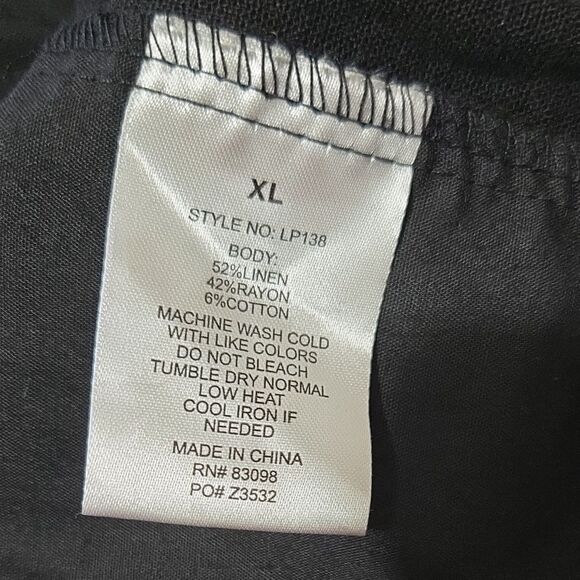 XL
STYLE NO: LP138
BODY:
52%LINEN
42%RAYON
6%COTTON
MACHINE WASH COLD
WITH LIKE COLORS
DO NOT BLEACH
TUMBLE DRY NORMAL
LOW HEAT
COOL IRON IF
NEEDED
MADE IN CHINA
RN# 83098
PO# Z3532